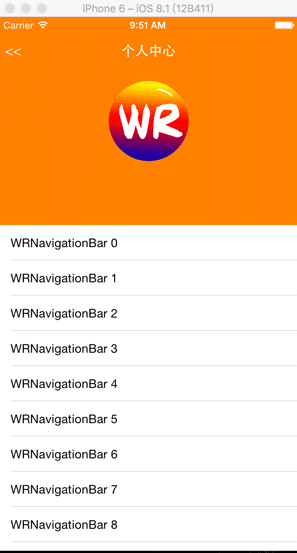 iPhone 6 – iOS 8.1 (12B411)
Carrier 9:51 AM
<< 个人中心
WR
WRNavigationBar 0
WRNavigationBar 1
WRNavigationBar 2
WRNavigationBar 3
WRNavigationBar 4
WRNavigationBar 5
WRNavigationBar 6
WRNavigationBar 7
WRNavigationBar 8